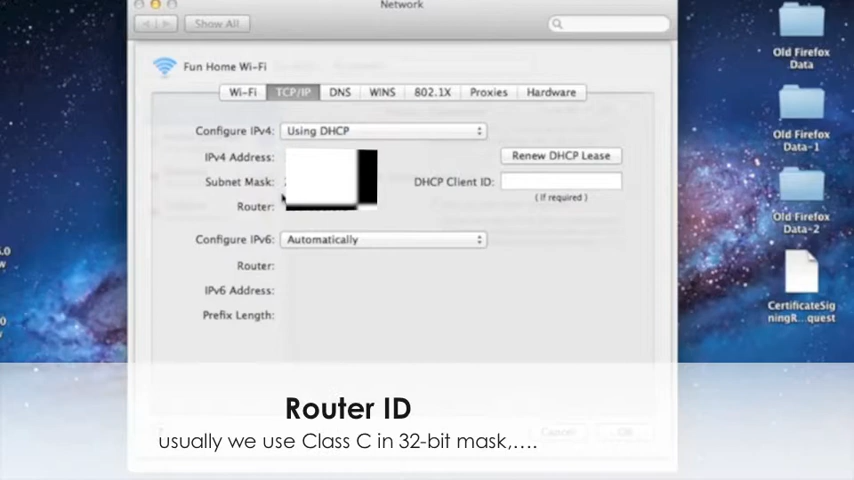 Network
Show All
Fun Home Wi-Fi
Wi-Fi TCP/IP DNS WINS 802.1X Proxies Hardware
Configure IPv4: Using DHCP
IPv4 Address: Renew DHCP Lease
Subnet Mask: DHCP Client ID:
( If required )
Router:
Configure IPv6: Automatically
Router:
IPv6 Address:
Prefix Length:
Cancel OK
Old Firefox
Data
Old Firefox
Data-1
Old Firefox
Data-2
CertificateSig
ningR...quest
Router ID
usually we use Class C in 32-bit mask,....